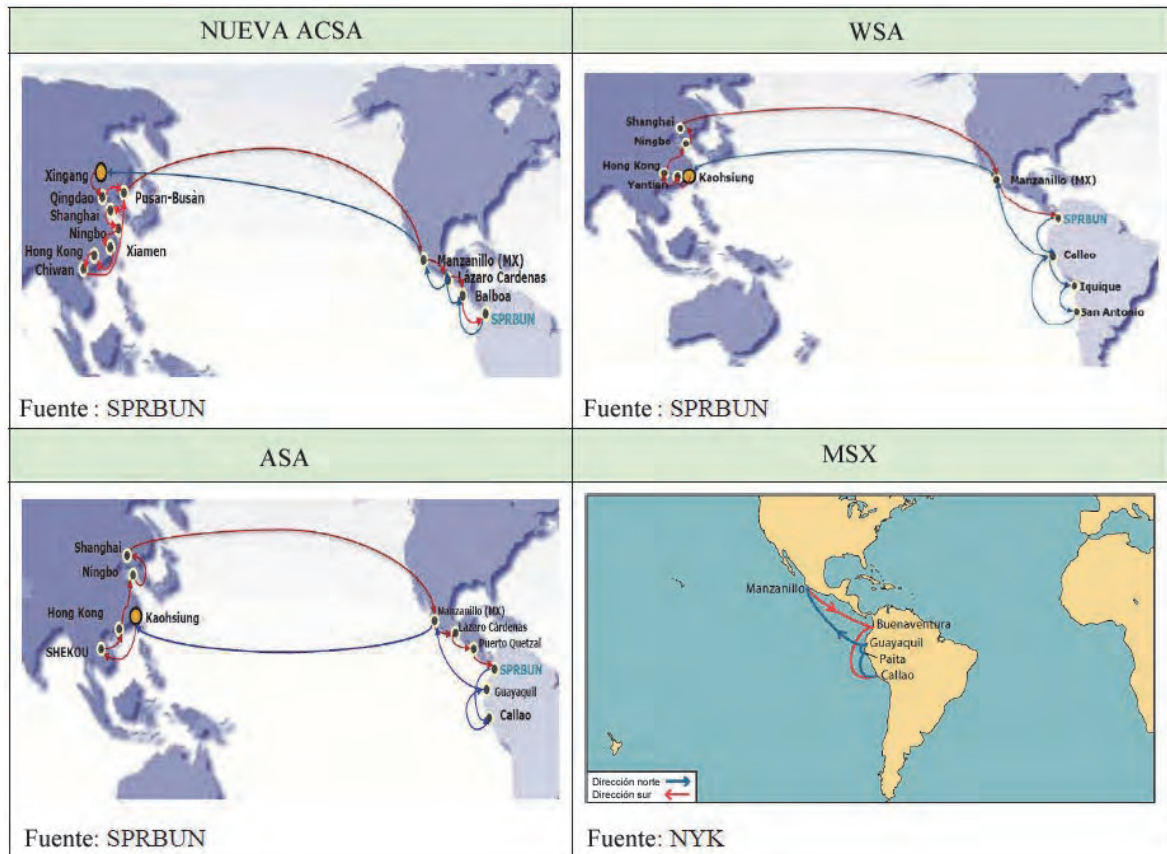 NUEVA ACSA
Xingang
Qingdao
Pusan-Busàn
Shanghai
Ningbo
Hong Kong
Xiamen
Chiwan
Manzanillo (MX)
Lázaro Cárdenas
Balboa
SPRBUN
Fuente : SPRBUN
WSA
Shanghai
Ningbo
Hong Kong
Yantian
Kaohsiung
Manzanillo (MX)
SPRBUN
Callao
Iquique
San Antonio
Fuente : SPRBUN
ASA
Shanghai
Ningbo
Hong Kong
Kaohsiung
SHEKOU
Manzanillo (MX)
Lázaro Càrdenas
Puerto Quetzal
SPRBUN
Guayaquil
Callao
Fuente: SPRBUN
MSX
Manzanillo
Buenaventura
Guayaquil
Paita
Callao
Dirección norte
Dirección sur
Fuente: NYK